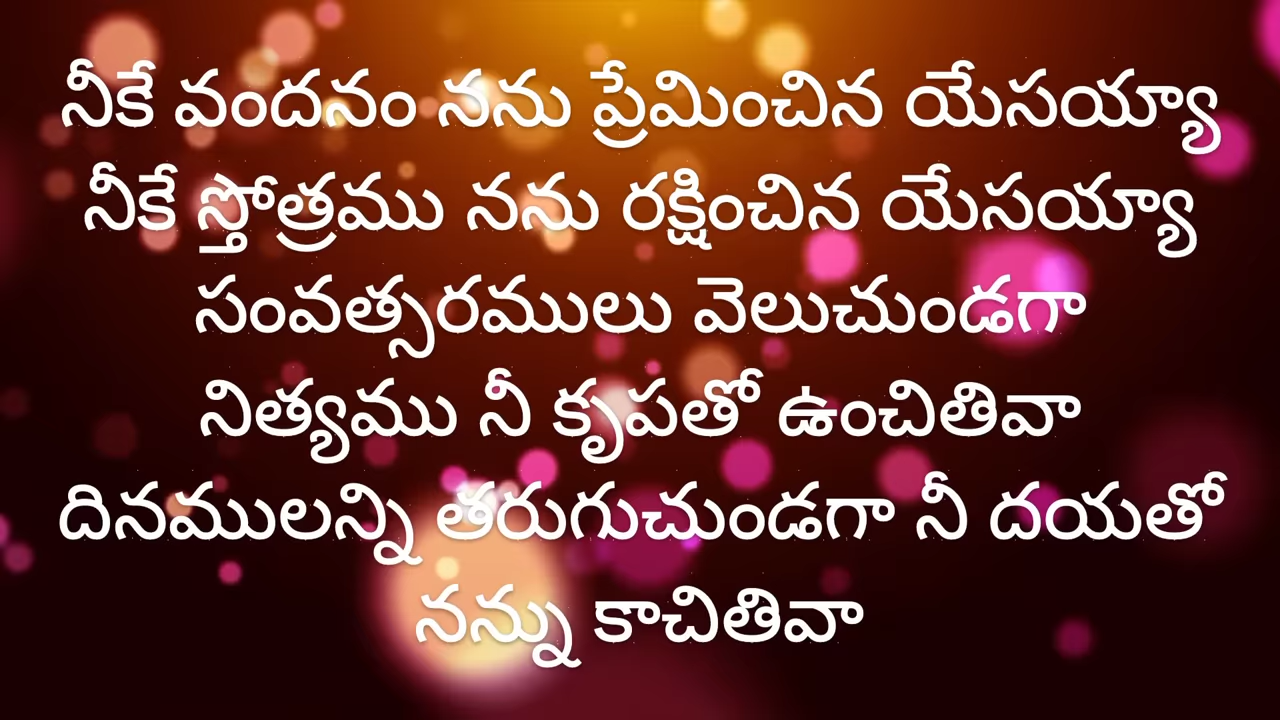 నీకే వందనం నను ప్రేమించిన యేసయ్యా
నీకే స్తోత్రము నను రక్షించిన యేసయ్యా
సంవత్సరములు వెలుచుండగా
నిత్యము నీ కృపతో ఉంచితివా
దినములన్ని తరుగుచుండగా నీ దయతో
నన్ను కాచితివా